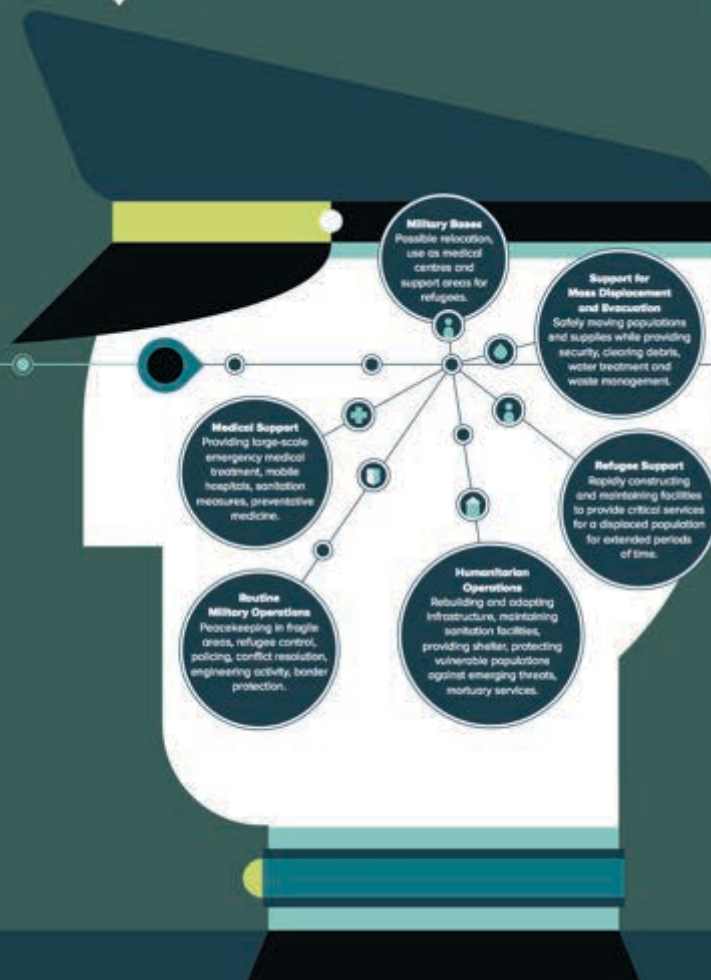 Military Bases
Possible relocation,
use as medical
centres and
support areas for
refugees.
Support for
Mass Displacement
and Evacuation
Safely moving populations
and supplies while providing
security, clearing debris,
water treatment and
waste management.
Medical Support
Providing large-scale
emergency medical
treatment, mobile
hospitals, sanitation
measures, preventative
medicine.
Refugee Support
Rapidly constructing
and maintaining facilities
to provide critical services
for a displaced population
for extended periods
of time.
Routine
Military Operations
Peacekeeping in fragile
areas, refugee control,
policing, conflict resolution,
engineering activity, border
protection.
Humanitarian
Operations
Rebuilding and adapting
infrastructure, maintaining
sanitation facilities,
providing shelter, protecting
vulnerable populations
against emerging threats,
mortuary services.